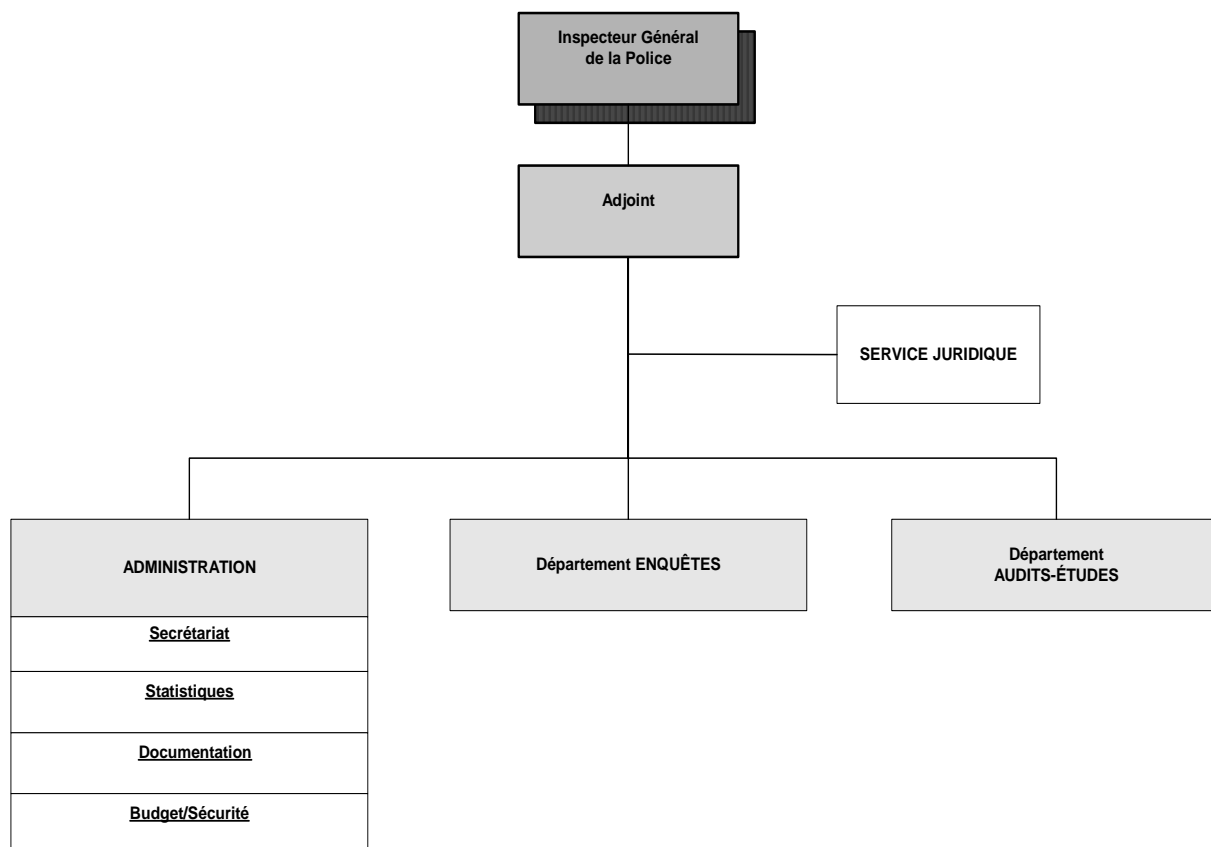 Inspecteur Général
de la Police
Adjoint
SERVICE JURIDIQUE
ADMINISTRATION
Secrétariat
Statistiques
Documentation
Budget/Sécurité
Département ENQUÊTES
Département
AUDITS-ÉTUDES